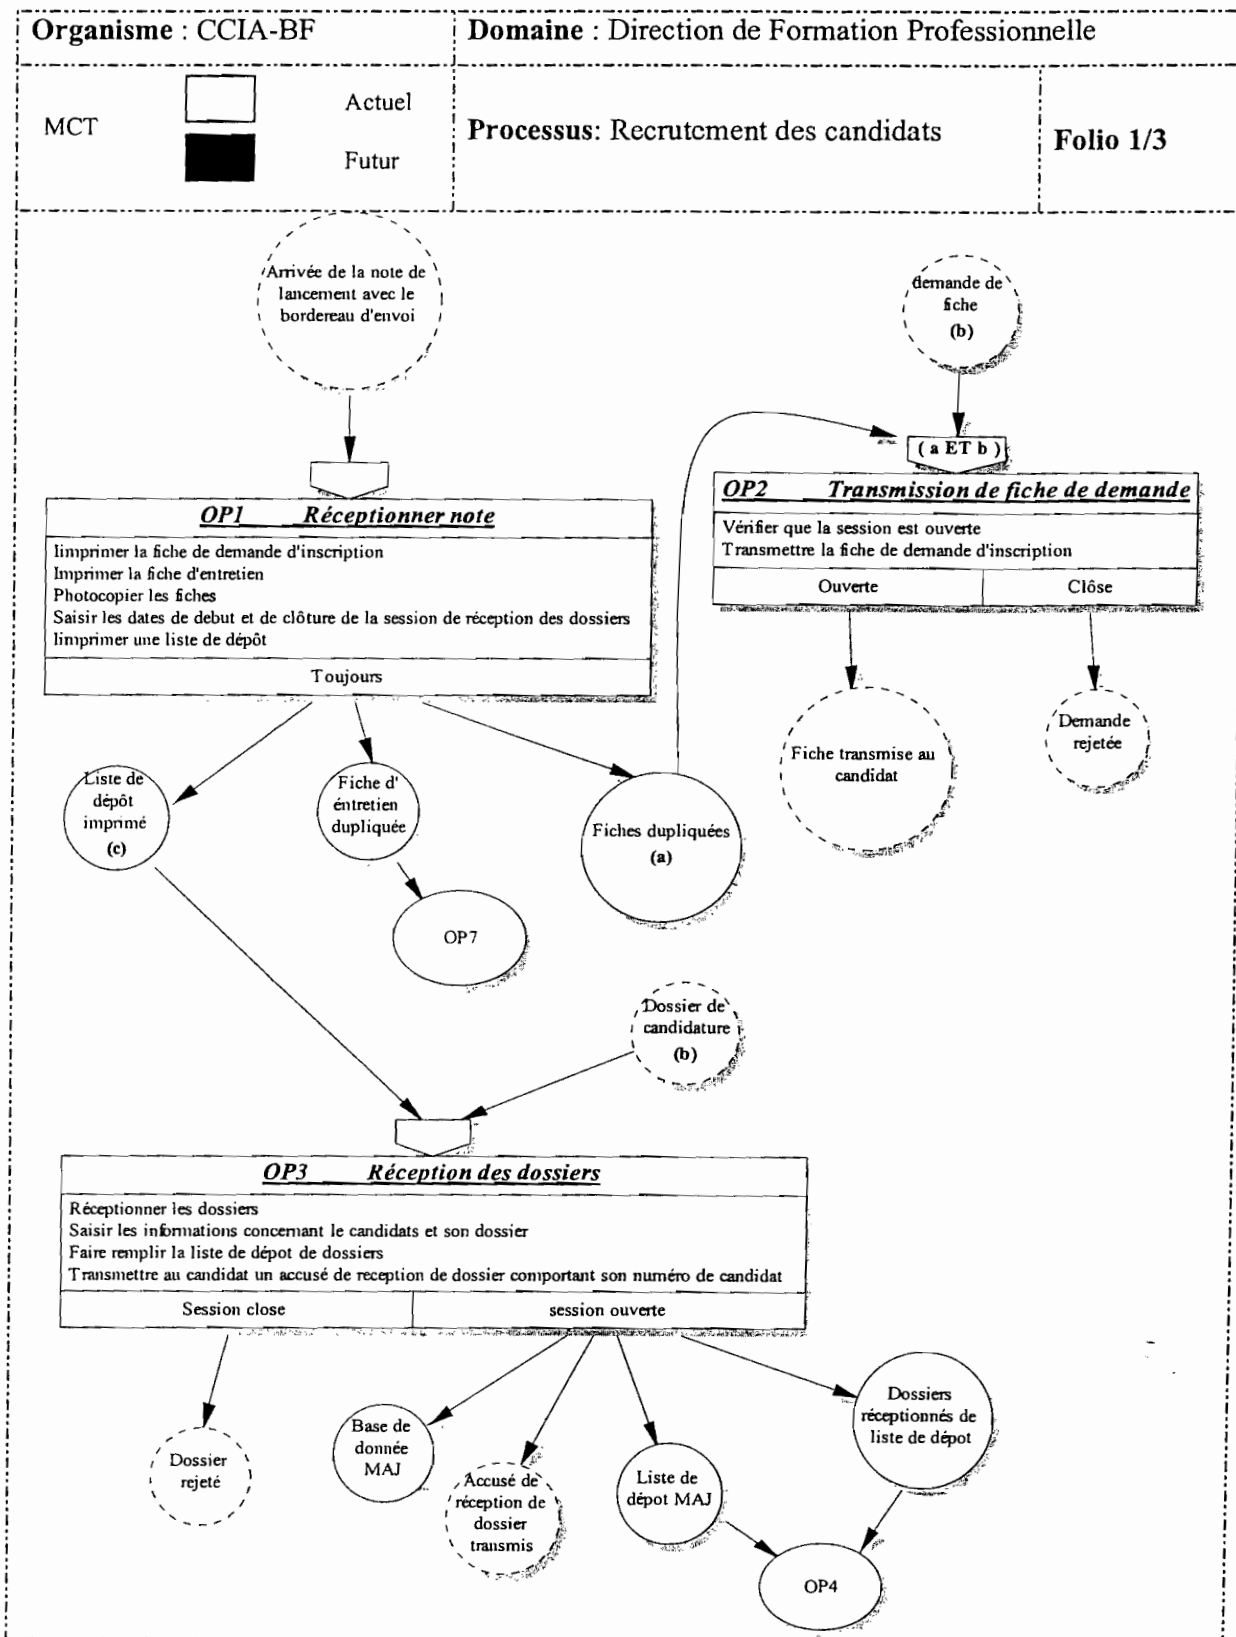 Organisme : CCIA-BF
Domaine : Direction de Formation Professionnelle
MCT
Actuel
Futur
Processus: Recrutement des candidats
Folio 1/3
Arrivée de la note de
lancement avec le
bordereau d'envoi
demande de
fiche
(b)
( a ET b )
OP1 Réceptionner note
Iimprimer la fiche de demande d'inscription
Imprimer la fiche d'entretien
Photocopier les fiches
Saisir les dates de debut et de clôture de la session de réception des dossiers
Iimprimer une liste de dépôt
Toujours
OP2 Transmission de fiche de demande
Vérifier que la session est ouverte
Transmettre la fiche de demande d'inscription
Ouverte
Clôse
Fiche transmise au
candidat
Demande
rejetée
Liste de
dépôt
imprimé
(c)
Fiche d'
éntretien
dupliquée
Fiches dupliquées
(a)
OP7
Dossier de
candidature
(b)
OP3 Réception des dossiers
Réceptionner les dossiers
Saisir les informations concernant le candidats et son dossier
Faire remplir la liste de dépot de dossiers
Transmettre au candidat un accusé de reception de dossier comportant son numéro de candidat
Session close
session ouverte
Dossier
rejeté
Base de
donnée
MAJ
Accusé de
réception de
dossier
transmis
Liste de
dépot MAJ
Dossiers
réceptionnés de
liste de dépot
OP4